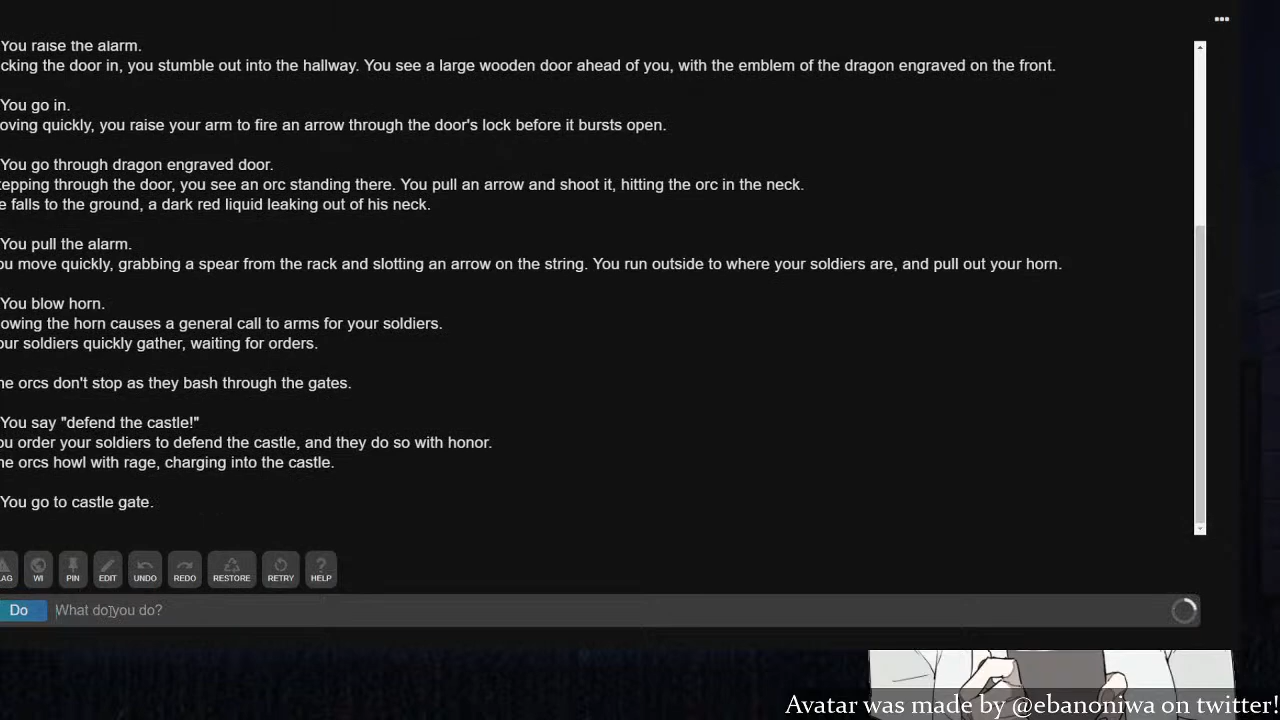 You raise the alarm.
cking the door in, you stumble out into the hallway. You see a large wooden door ahead of you, with the emblem of the dragon engraved on the front.
You go in.
oving quickly, you raise your arm to fire an arrow through the door's lock before it bursts open.
You go through dragon engraved door.
tepping through the door, you see an orc standing there. You pull an arrow and shoot it, hitting the orc in the neck.
e falls to the ground, a dark red liquid leaking out of his neck.
You pull the alarm.
ou move quickly, grabbing a spear from the rack and slotting an arrow on the string. You run outside to where your soldiers are, and pull out your horn.
You blow horn.
owing the horn causes a general call to arms for your soldiers.
our soldiers quickly gather, waiting for orders.
he orcs don't stop as they bash through the gates.
You say "defend the castle!"
ou order your soldiers to defend the castle, and they do so with honor.
he orcs howl with rage, charging into the castle.
You go to castle gate.
LAG WI PIN EDIT UNDO REDO RESTORE RETRY HELP
Do What do you do?
Avatar was made by @ebanoniwa on twitter!